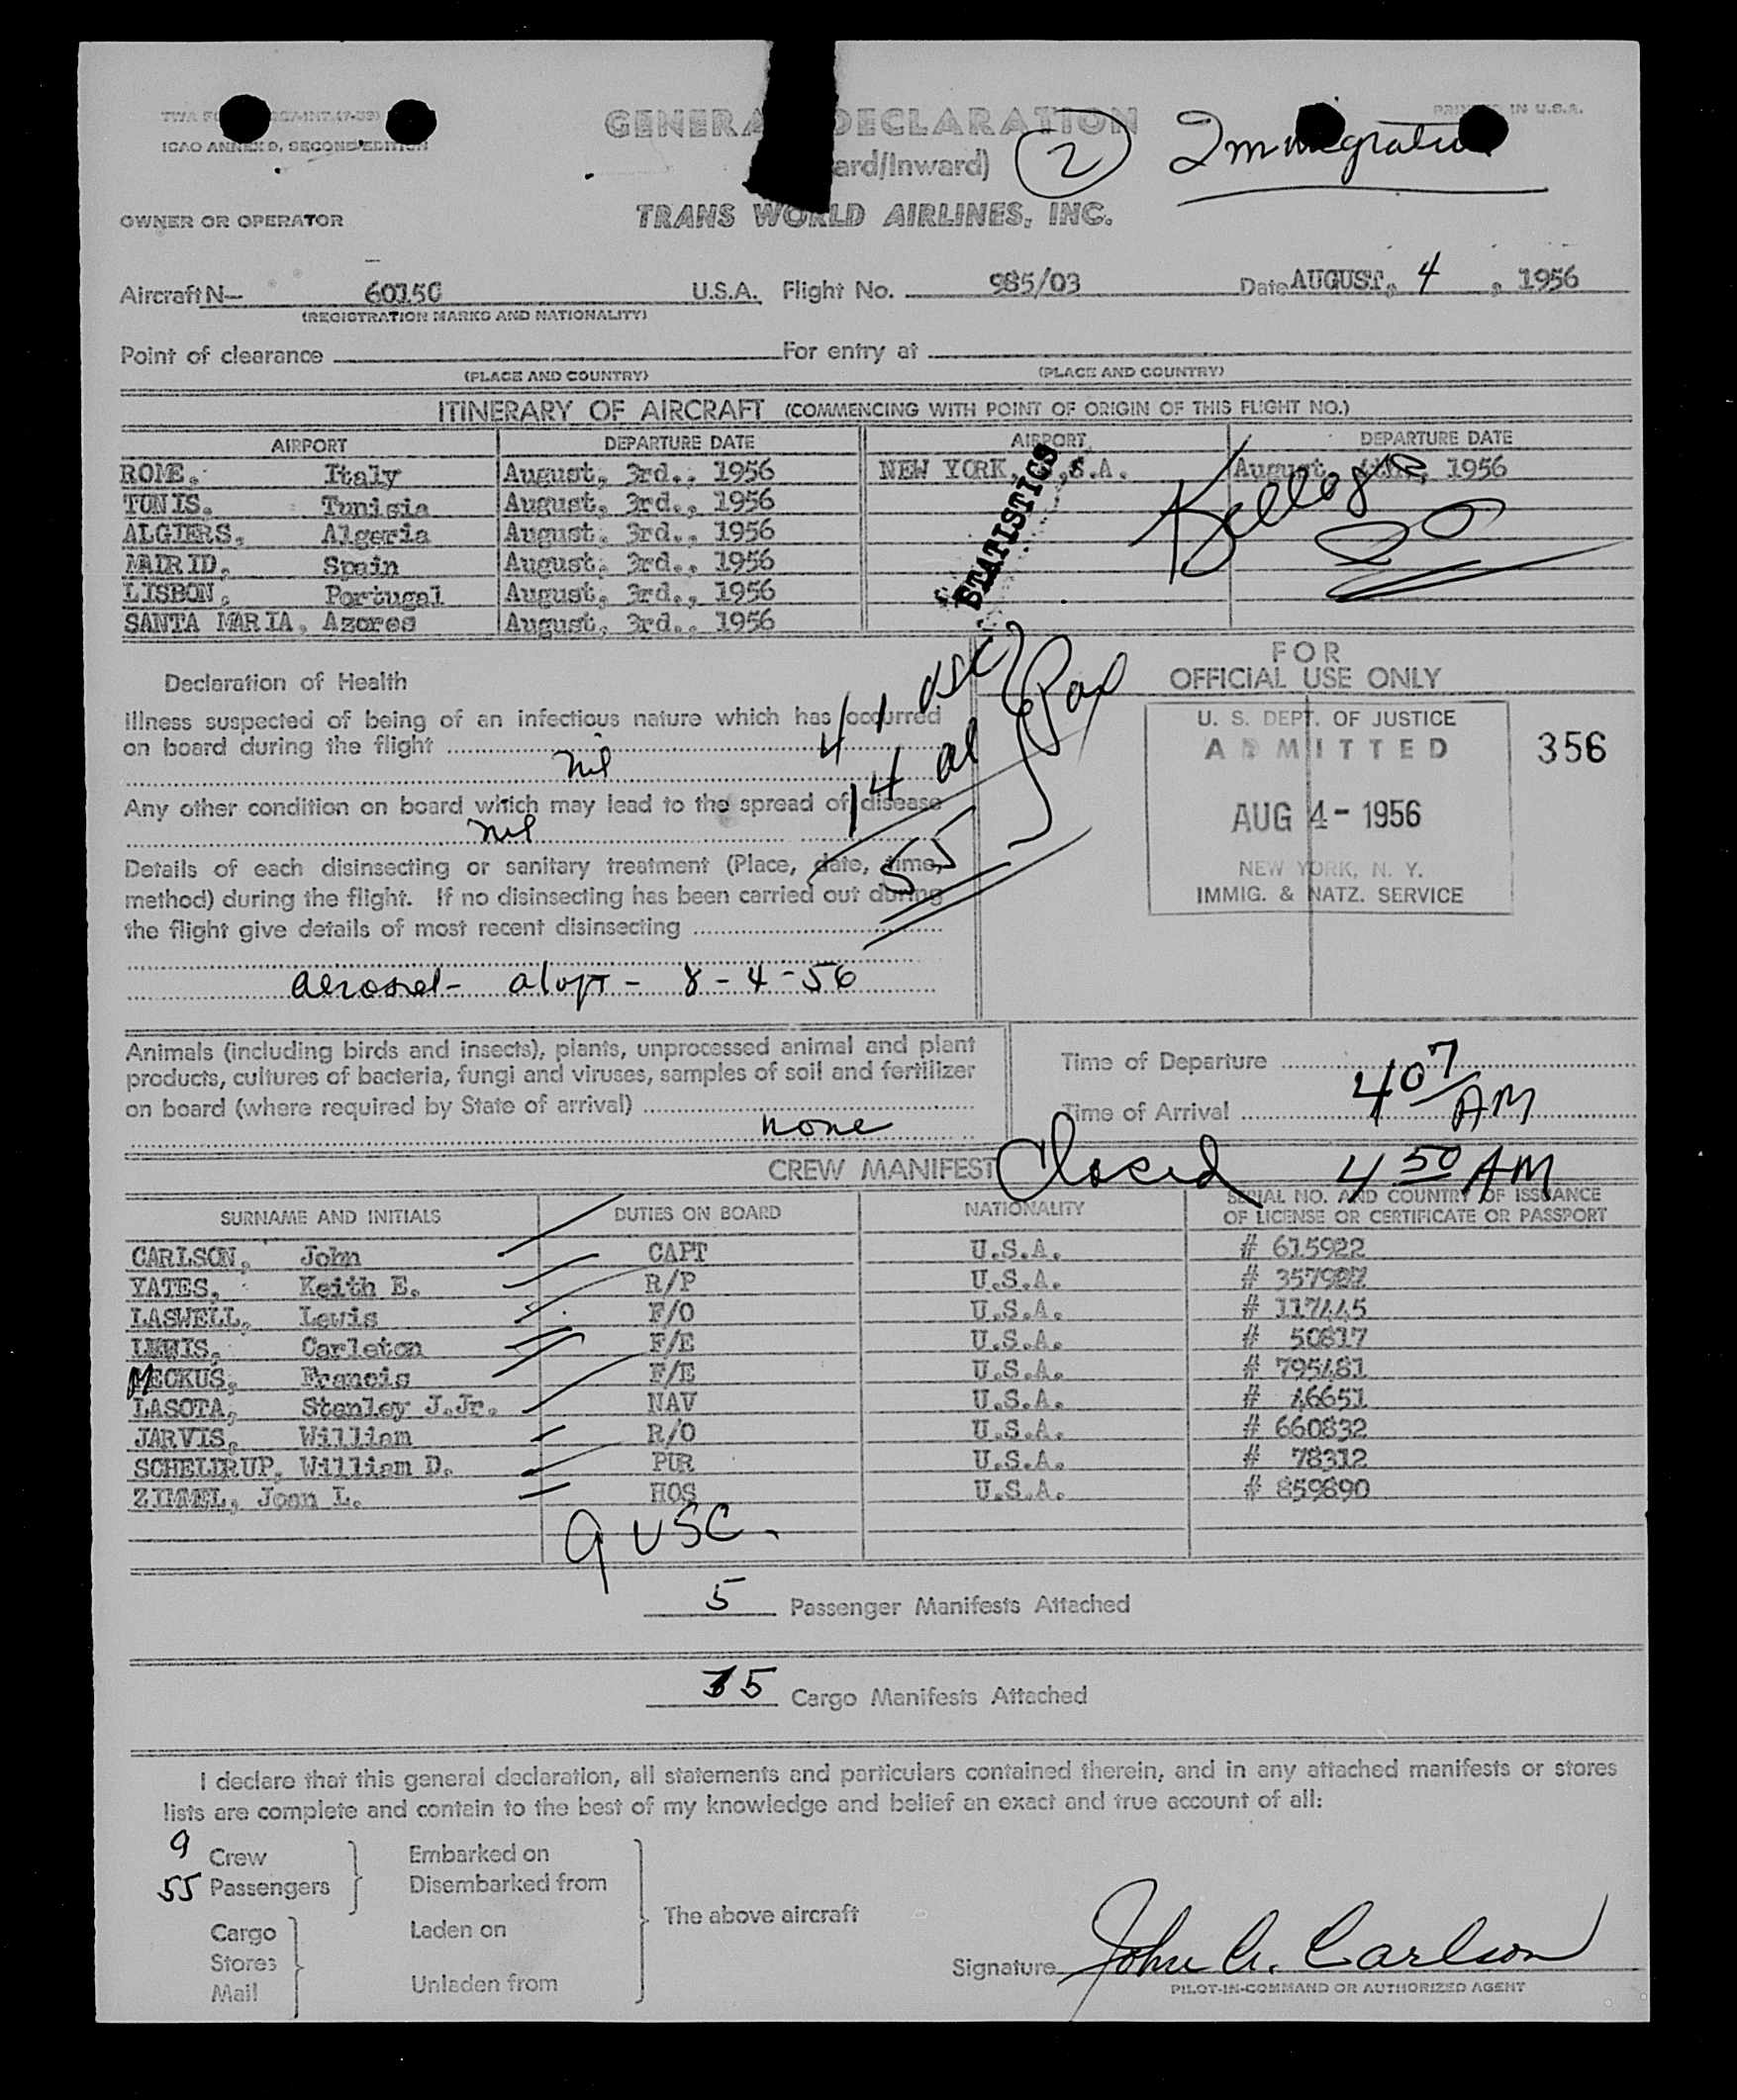 TWA
ICAO ANNEX 9, SECOND EDITION
GENERA DECLARATION
ard/Inward)
2
Immigration
IN U.S.A.
OWNER OR OPERATOR
TRANS WORLD AIRLINES, INC.
Aircraft N— 6015C U.S.A. Flight No. 985/03 Date AUGUST, 4, 1956
(REGISTRATION MARKS AND NATIONALITY)
Point of clearance For entry at
(PLACE AND COUNTRY) (PLACE AND COUNTRY)
ITINERARY OF AIRCRAFT (COMMENCING WITH POINT OF ORIGIN OF THIS FLIGHT NO.)
AIRPORT DEPARTURE DATE AIRPORT DEPARTURE DATE
ROME, Italy August, 3rd., 1956 NEW YORK, .S.A. August, 1956
TUNIS, Tunisia August, 3rd., 1956
ALGIERS, Algeria August, 3rd., 1956
MADRID, Spain August, 3rd., 1956
LISBON, Portugal August, 3rd., 1956
SANTA MARIA, Azores August, 3rd., 1956
STATISTICS
Kellogg
Declaration of Health
FOR
OFFICIAL USE ONLY
Illness suspected of being of an infectious nature which has occurred
on board during the flight
nil
41 usc
14 al
Pax
55
Any other condition on board which may lead to the spread of disease
nil
Details of each disinsecting or sanitary treatment (Place, date, time,
method) during the flight. If no disinsecting has been carried out during
the flight give details of most recent disinsecting
aerosol - - 8-4-56
U. S. DEPT. OF JUSTICE
ADMITTED
356
AUG 4 - 1956
NEW YORK, N. Y.
IMMIG. & NATZ. SERVICE
Animals (including birds and insects), plants, unprocessed animal and plant
products, cultures of bacteria, fungi and viruses, samples of soil and fertilizer
on board (where required by State of arrival)
none
Time of Departure
Time of Arrival 407 AM
Closed 450 AM
CREW MANIFEST
SURNAME AND INITIALS DUTIES ON BOARD NATIONALITY SERIAL NO. AND COUNTRY OF ISSUANCE
OF LICENSE OR CERTIFICATE OR PASSPORT
CARLSON, John CAPT U.S.A. # 615922
YATES, Keith E. R/P U.S.A. #
LASWELL, Lewis F/O U.S.A. # 117445
LEWIS, Carleton F/E U.S.A. # 50817
MECKUS, Francis F/E U.S.A. # 795481
LASOTA, Stanley J.Jr. NAV U.S.A. # 46651
JARVIS, William R/O U.S.A. # 660832
SCHELDRUP, William D. PUR U.S.A. # 78312
ZIMMEL, Joan L. HOS U.S.A. # 859890
9 USC.
5 Passenger Manifests Attached
35 Cargo Manifests Attached
I declare that this general declaration, all statements and particulars contained therein, and in any attached manifests or stores
lists are complete and contain to the best of my knowledge and belief an exact and true account of all:
9 Crew Embarked on
55 Passengers Disembarked from
The above aircraft
Cargo Laden on
Stores
Mail Unladen from
Signature John A. Carlson
PILOT-IN-COMMAND OR AUTHORIZED AGENT